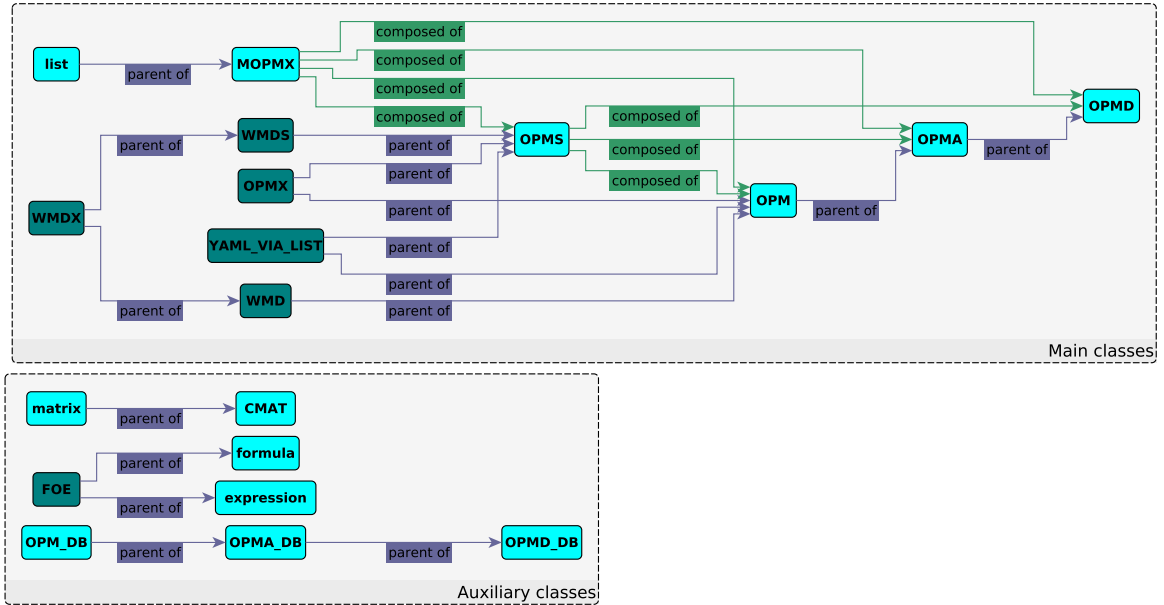 composed of
list
MOPMX
composed of
parent of
composed of
OPMD
composed of
composed of
WMDS
OPMS
OPMA
parent of
parent of
composed of
parent of
parent of
OPMX
composed of
OPM
WMDX
parent of
parent of
YAML_VIA_LIST
parent of
parent of
WMD
parent of
parent of
Main classes
matrix
CMAT
parent of
formula
parent of
FOE
expression
parent of
OPM_DB
OPMA_DB
OPMD_DB
parent of
parent of
Auxiliary classes